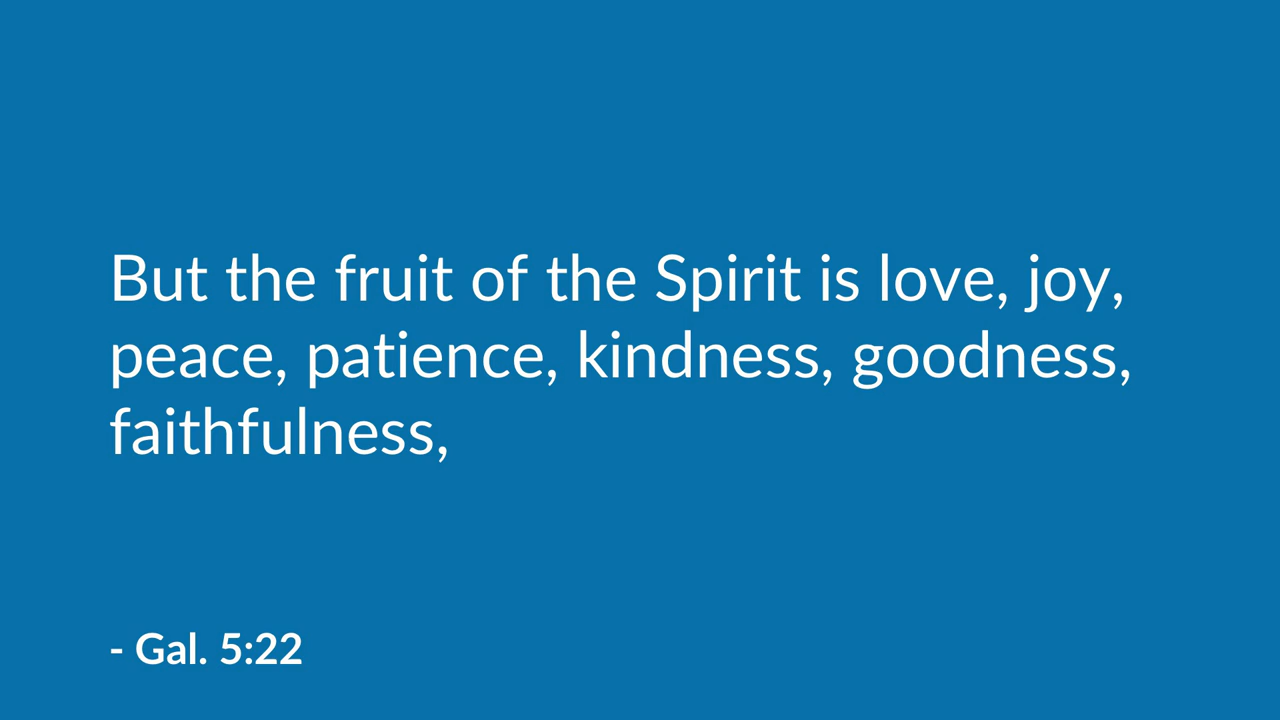 But the fruit of the Spirit is love, joy,
peace, patience, kindness, goodness,
faithfulness,
- Gal. 5:22